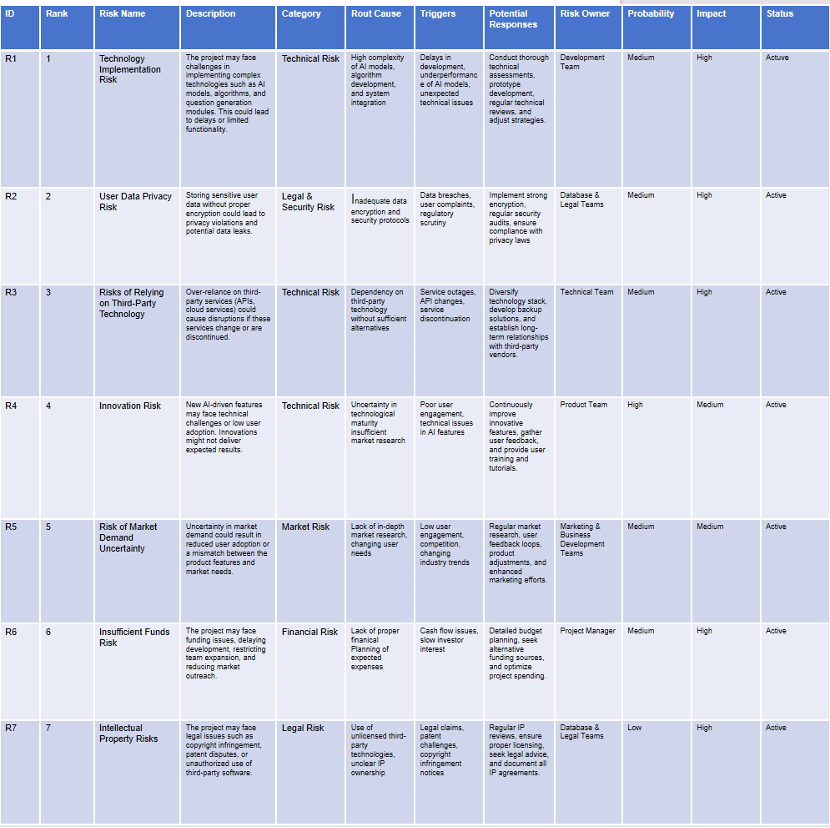 ID Rank Risk Name Description Category Rout Cause Triggers Potential Risk Owner Probability Impact Status
Responses
R1 1 Technology The project may face Technical Risk High complexity Delays in Conduct thorough Development Medium High Actuve
Implementation challenges in of AI models, development, technical Team
Risk implementing complex algorithm underperformanc assessments,
technologies such as AI development, e of AI models, prototype
models, algorithms, and and system unexpected development,
question generation integration technical issues regular technical
modules. This could lead reviews, and
to delays or limited adjust strategies.
functionality.
R2 2 User Data Privacy Storing sensitive user Legal & Inadequate data Data breaches, Implement strong Database & Medium High Active
Risk data without proper Security Risk encryption and user complaints, encryption, Legal Teams
encryption could lead to security protocols regulatory regular security
privacy violations and scrutiny audits, ensure
potential data leaks. compliance with
privacy laws
R3 3 Risks of Relying Over-reliance on third- Technical Risk Dependency on Service outages, Diversify Technical Team Medium High Active
on Third-Party party services (APIs, third-party API changes, technology stack,
Technology cloud services) could technology service develop backup
cause disruptions if these without sufficient discontinuation solutions, and
services change or are alternatives establish long-
discontinued. term relationships
with third-party
vendors.
R4 4 Innovation Risk New AI-driven features Technical Risk Uncertainty in Poor user Continuously Product Team High Medium Active
may face technical technological engagement, improve
challenges or low user maturity technical issues innovative
adoption. Innovations insufficient in AI features features, gather
might not deliver market research user feedback,
expected results. and provide user
training and
tutorials.
R5 5 Risk of Market Uncertainty in market Market Risk Lack of in-depth Low user Regular market Marketing & Medium Medium Active
Demand demand could result in market research, engagement, research, user Business
Uncertainty reduced user adoption or changing user competition, feedback loops, Development
a mismatch between the needs changing product Teams
product features and industry trends adjustments, and
market needs. enhanced
marketing efforts.
R6 6 Insufficient Funds The project may face Financial Risk Lack of proper Cash flow issues, Detailed budget Project Manager Medium High Active
Risk funding issues, delaying finanical slow investor planning, seek
development, restricting Planning of interest alternative
team expansion, and expected funding sources,
reducing market expenses and optimize
outreach. project spending.
R7 7 Intellectual The project may face Legal Risk Use of Legal claims, Regular IP Database & Low High Active
Property Risks legal issues such as unlicensed third- patent reviews, ensure Legal Teams
copyright infringement, party challenges, proper licensing,
patent disputes, or technologies, copyright seek legal advice,
unauthorized use of unclear IP infringement and document all
third-party software. ownership notices IP agreements.